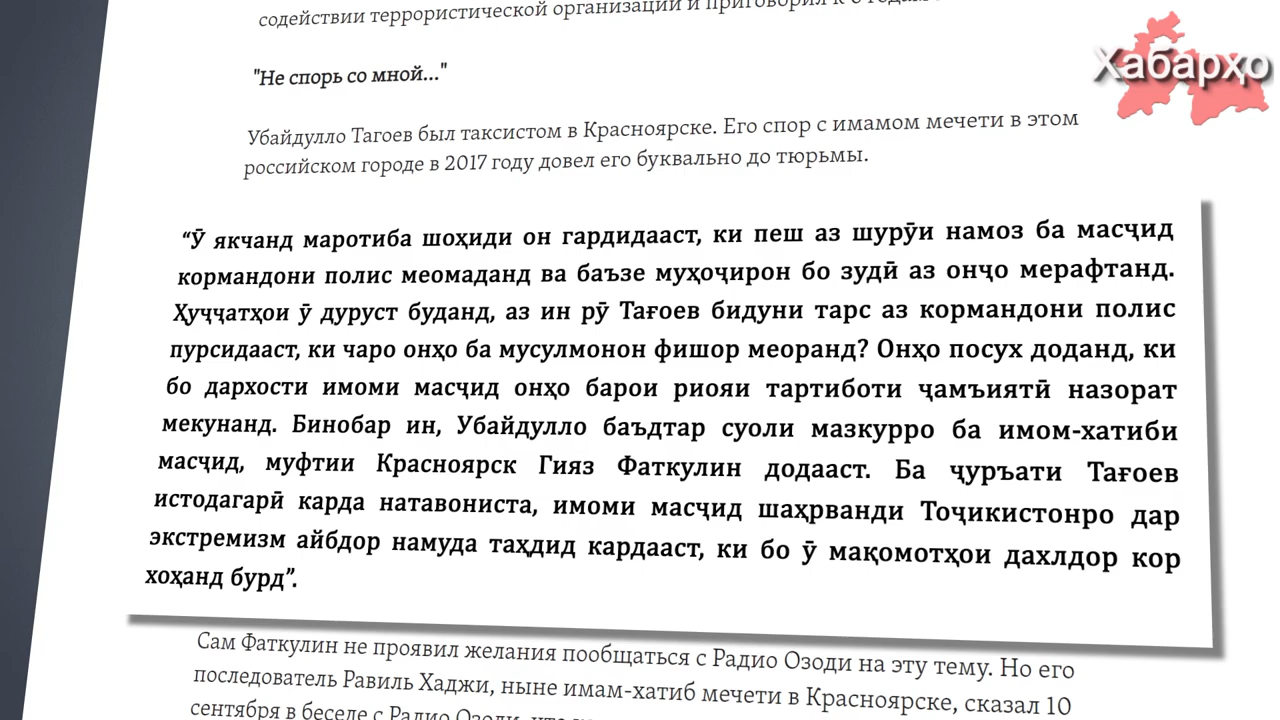 содействии террористической организации и приговорил к
"Не спорь со мной..."
Хабарҳо
Убайдулло Тагоев был таксистом в Красноярске. Его спор с имамом мечети в этом
российском городе в 2017 году довел его буквально до тюрьмы.
“Ӯ якчанд маротиба шоҳиди он гардидааст, ки пеш аз шурӯи намоз ба масҷид
кормандони полис меомаданд ва баъзе муҳоҷирон бо зудӣ аз онҷо мерафтанд.
Ҳуҷҷатҳои ӯ дуруст буданд, аз ин рӯ Тағоев бидуни тарс аз кормандони полис
пурсидааст, ки чаро онҳо ба мусулмонон фишор меоранд? Онҳо посух доданд, ки
бо дархости имоми масҷид онҳо барои риояи тартиботи ҷамъиятӣ назорат
мекунанд. Бинобар ин, Убайдулло баъдтар суоли мазкурро ба имом-хатиби
масҷид, муфтии Красноярск Гияз Фаткулин додааст. Ба ҷуръати Тағоев
истодагарӣ карда натавониста, имоми масҷид шаҳрванди Тоҷикистонро дар
экстремизм айбдор намуда таҳдид кардааст, ки бо ӯ мақомотҳои дахлдор кор
хоҳанд бурд”.
Сам Фаткулин не проявил желания пообщаться с Радио Озоди на эту тему. Но его
последователь Равиль Хаджи, ныне имам-хатиб мечети в Красноярске, сказал 10
сентября в беседе с Радио Озоди,